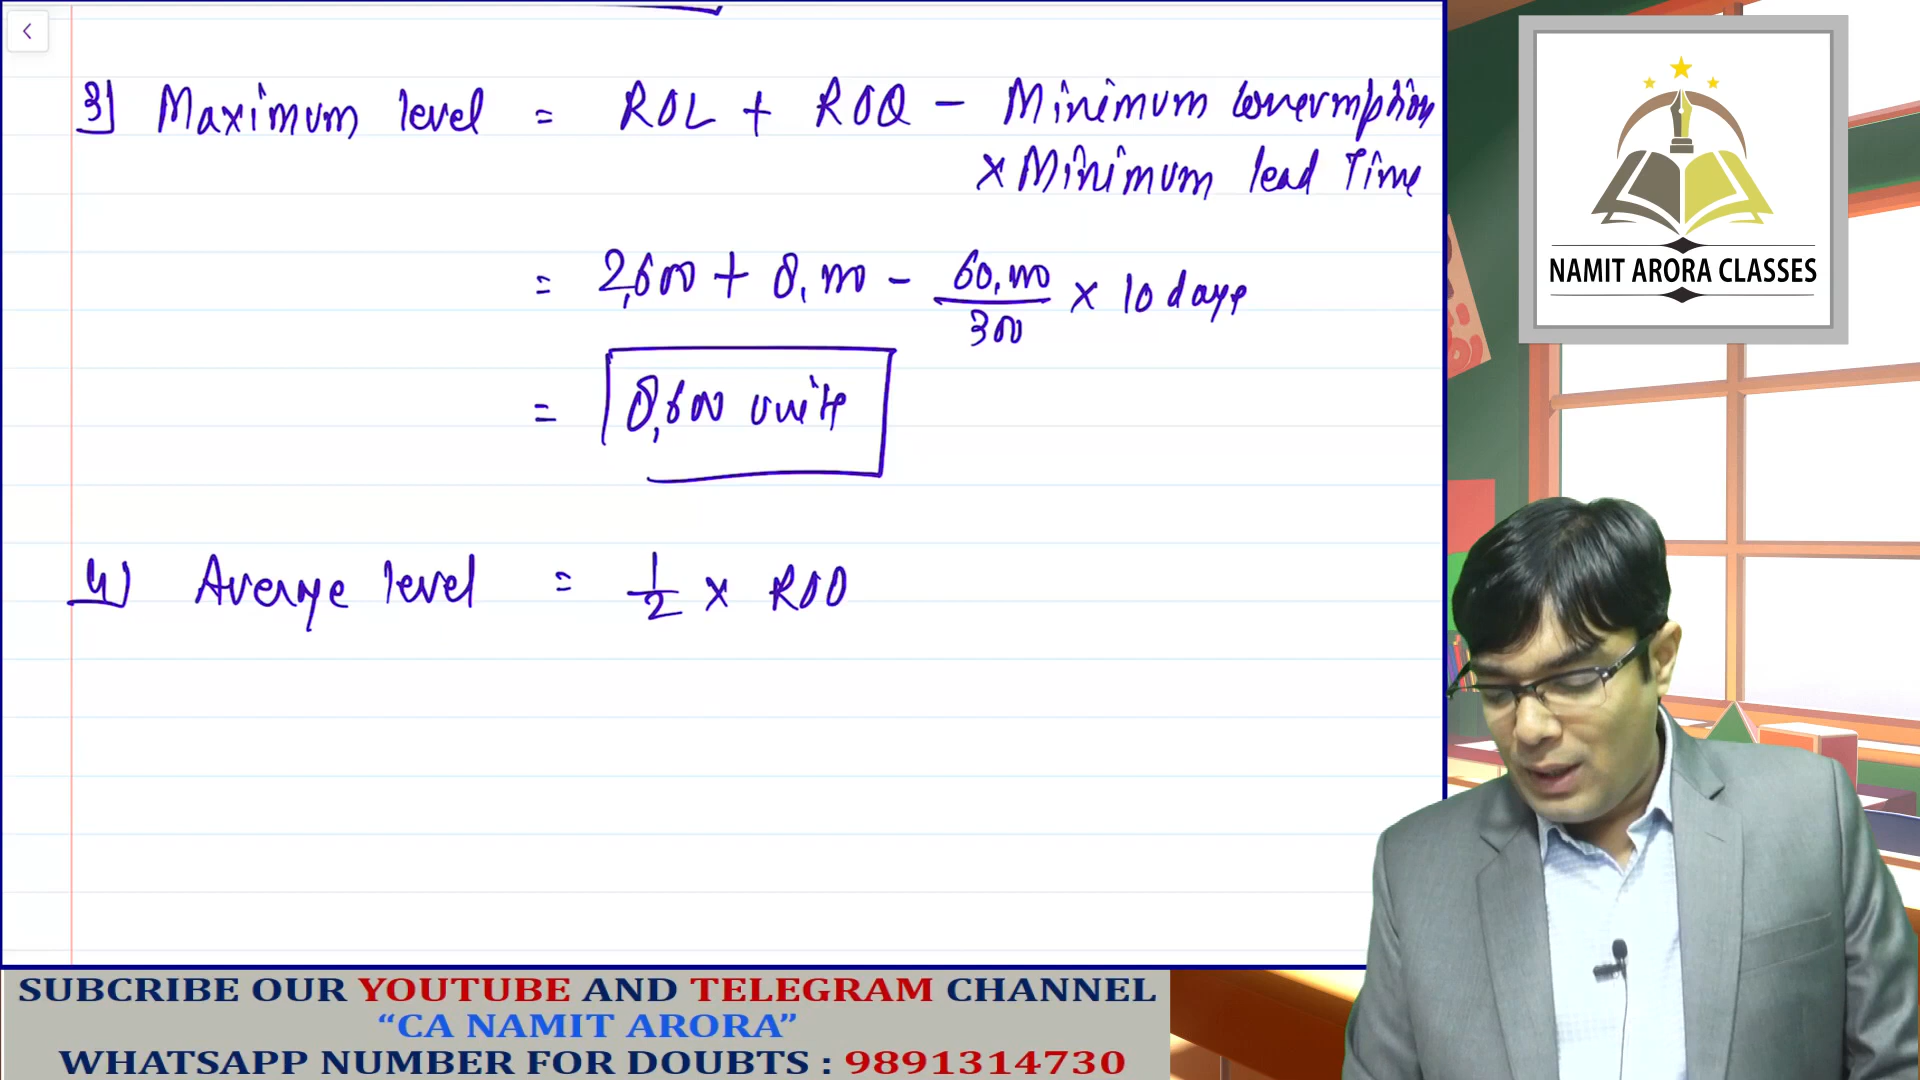 3) Maximum level = ROL + ROQ - Minimum Consumption
× Minimum lead Time
= 2,600 + 8,000 - 60,000/300 × 10 days
= 8,600 units
4) Average level = 1/2 × ROQ
NAMIT ARORA CLASSES
SUBCRIBE OUR YOUTUBE AND TELEGRAM CHANNEL
“CA NAMIT ARORA”
WHATSAPP NUMBER FOR DOUBTS : 9891314730